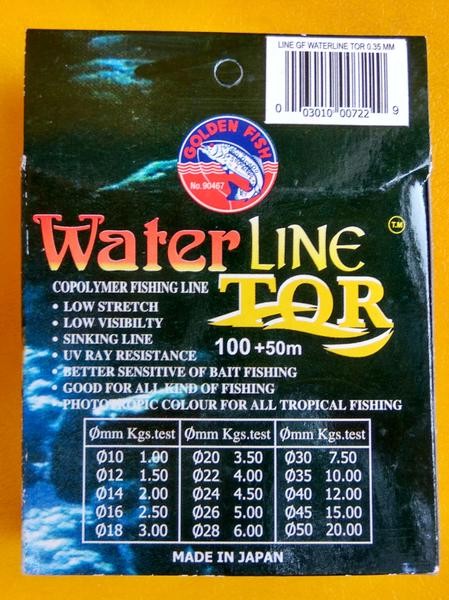 LINE GF WATERLINE TOR 0.35 MM
0 03010 00722 9
GOLDEN FISH
No.90467
Water LINE T.M
TOR
COPOLYMER FISHING LINE
• LOW STRETCH
• LOW VISIBILTY
• SINKING LINE
• UV RAY RESISTANCE
100 +50m
• BETTER SENSITIVE OF BAIT FISHING
• GOOD FOR ALL KIND OF FISHING
• PHOTOTROPIC COLOUR FOR ALL TROPICAL FISHING
Ømm Kgs.test Ømm Kgs.test Ømm Kgs.test
Ø10 1.00 Ø20 3.50 Ø30 7.50
Ø12 1.50 Ø22 4.00 Ø35 10.00
Ø14 2.00 Ø24 4.50 Ø40 12.00
Ø16 2.50 Ø26 5.00 Ø45 15.00
Ø18 3.00 Ø28 6.00 Ø50 20.00
MADE IN JAPAN